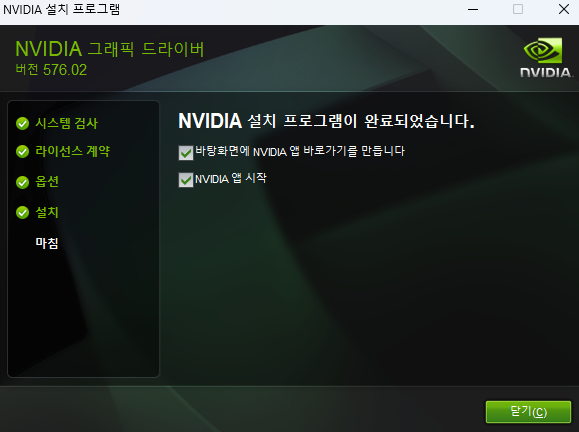 NVIDIA 설치 프로그램
NVIDIA 그래픽 드라이버
버전 576.02
NVIDIA.
시스템 검사
라이선스 계약
옵션
설치
마침
NVIDIA 설치 프로그램이 완료되었습니다.
바탕화면에 NVIDIA 앱 바로가기를 만듭니다
NVIDIA 앱 시작
닫기(C)